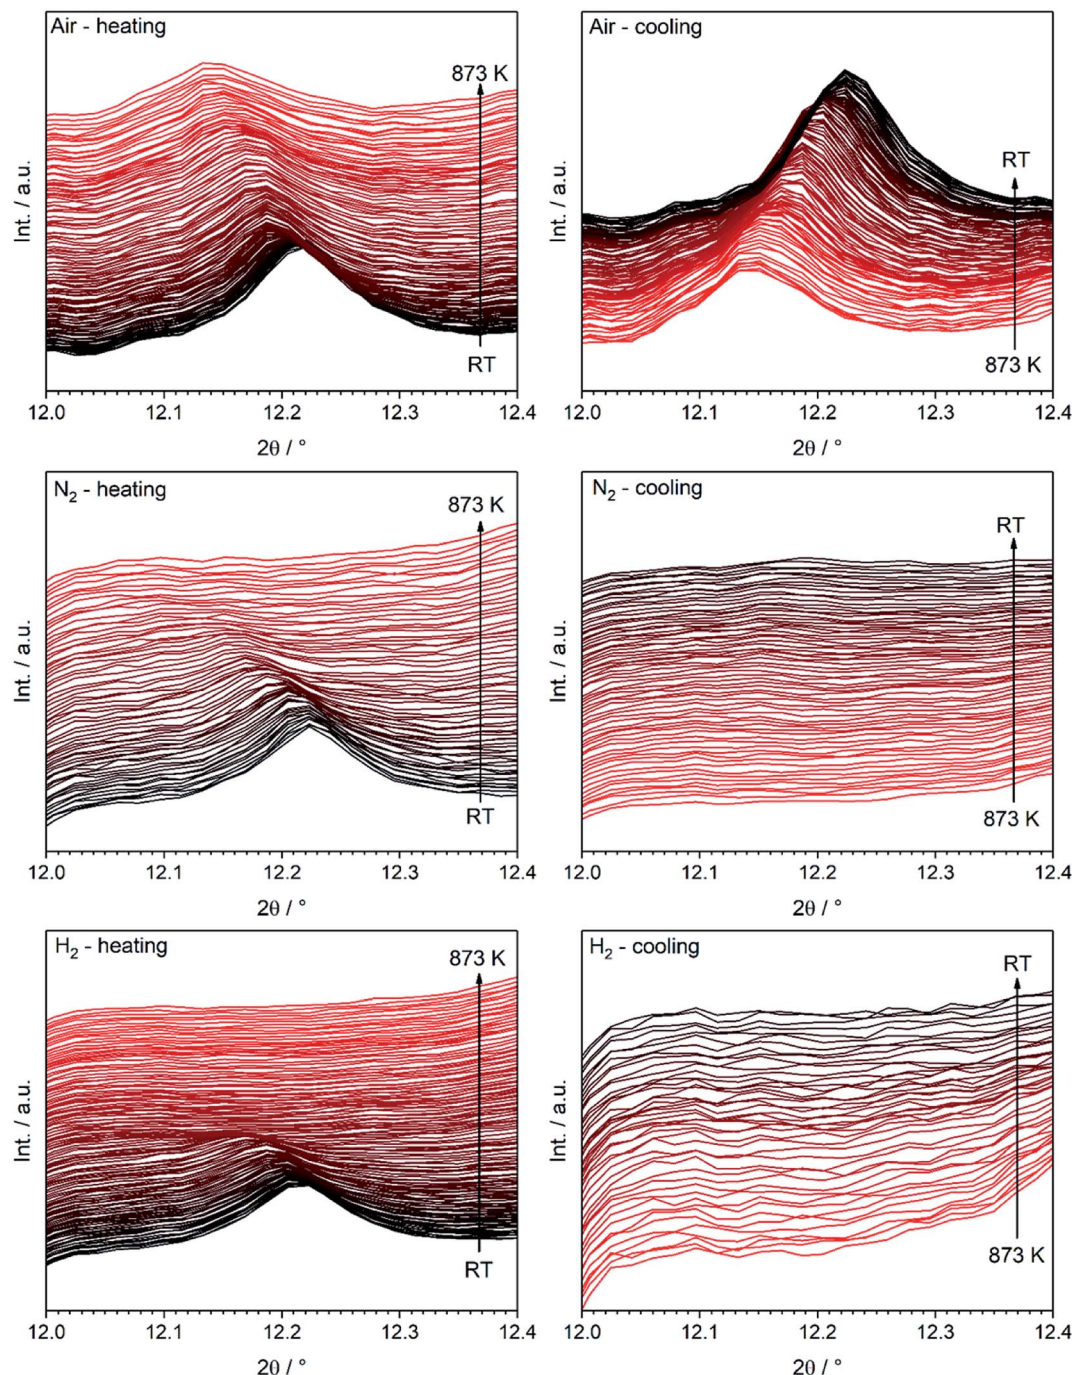 Air - heating
873 K
RT
Int. / a.u.
12.0 12.1 12.2 12.3 12.4
2θ / °
Air - cooling
RT
873 K
Int. / a.u.
12.0 12.1 12.2 12.3 12.4
2θ / °
N2 - heating
873 K
RT
Int. / a.u.
12.0 12.1 12.2 12.3 12.4
2θ / °
N2 - cooling
RT
873 K
Int. / a.u.
12.0 12.1 12.2 12.3 12.4
2θ / °
H2 - heating
873 K
RT
Int. / a.u.
12.0 12.1 12.2 12.3 12.4
2θ / °
H2 - cooling
RT
873 K
Int. / a.u.
12.0 12.1 12.2 12.3 12.4
2θ / °